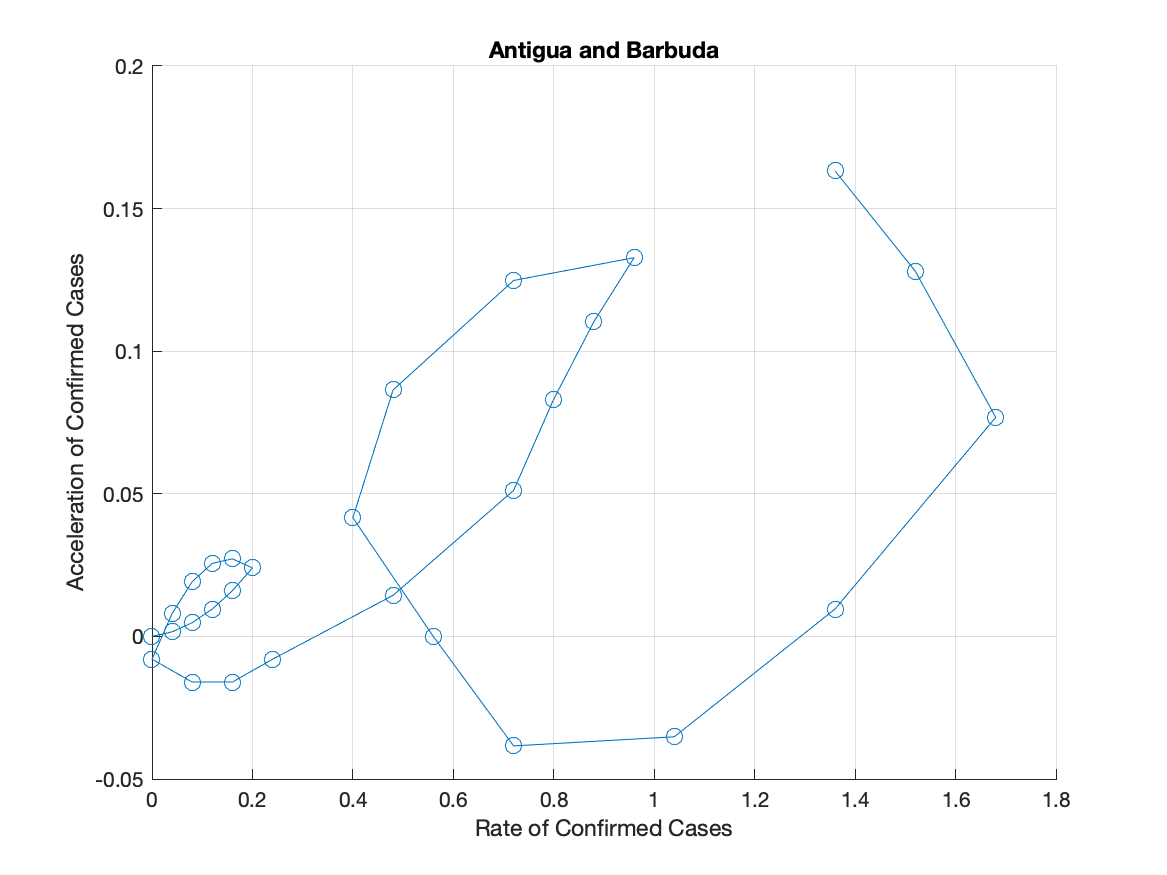 Antigua and Barbuda
0.2
0.15
0.1
0.05
0
-0.05
Acceleration of Confirmed Cases
0 0.2 0.4 0.6 0.8 1 1.2 1.4 1.6 1.8
Rate of Confirmed Cases